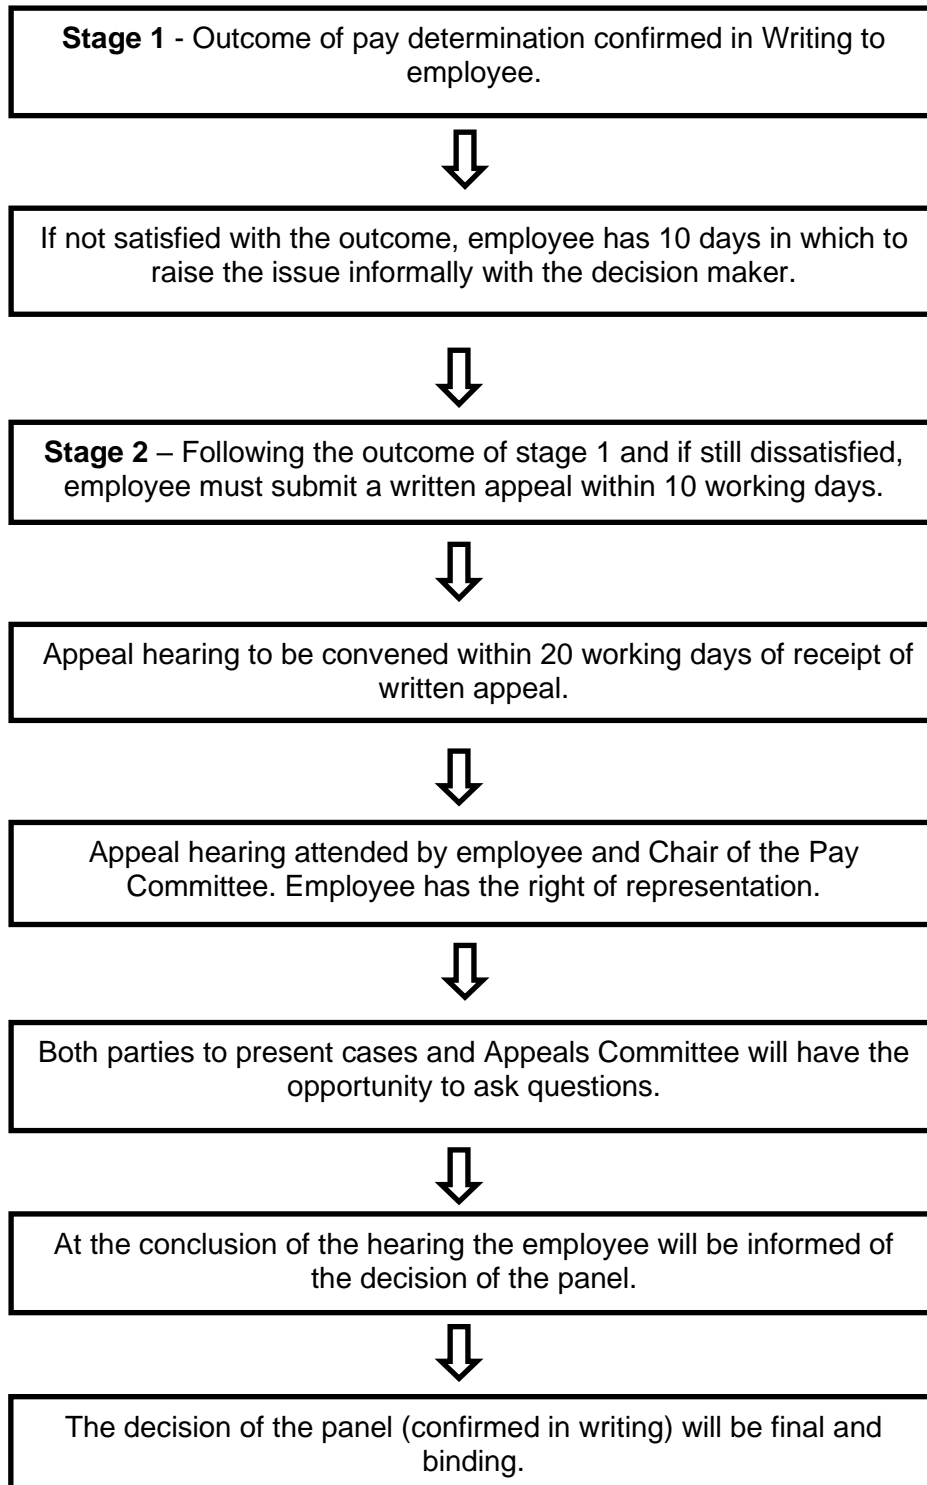 Stage 1 - Outcome of pay determination confirmed in Writing to
employee.
If not satisfied with the outcome, employee has 10 days in which to
raise the issue informally with the decision maker.
Stage 2 – Following the outcome of stage 1 and if still dissatisfied,
employee must submit a written appeal within 10 working days.
Appeal hearing to be convened within 20 working days of receipt of
written appeal.
Appeal hearing attended by employee and Chair of the Pay
Committee. Employee has the right of representation.
Both parties to present cases and Appeals Committee will have the
opportunity to ask questions.
At the conclusion of the hearing the employee will be informed of
the decision of the panel.
The decision of the panel (confirmed in writing) will be final and
binding.